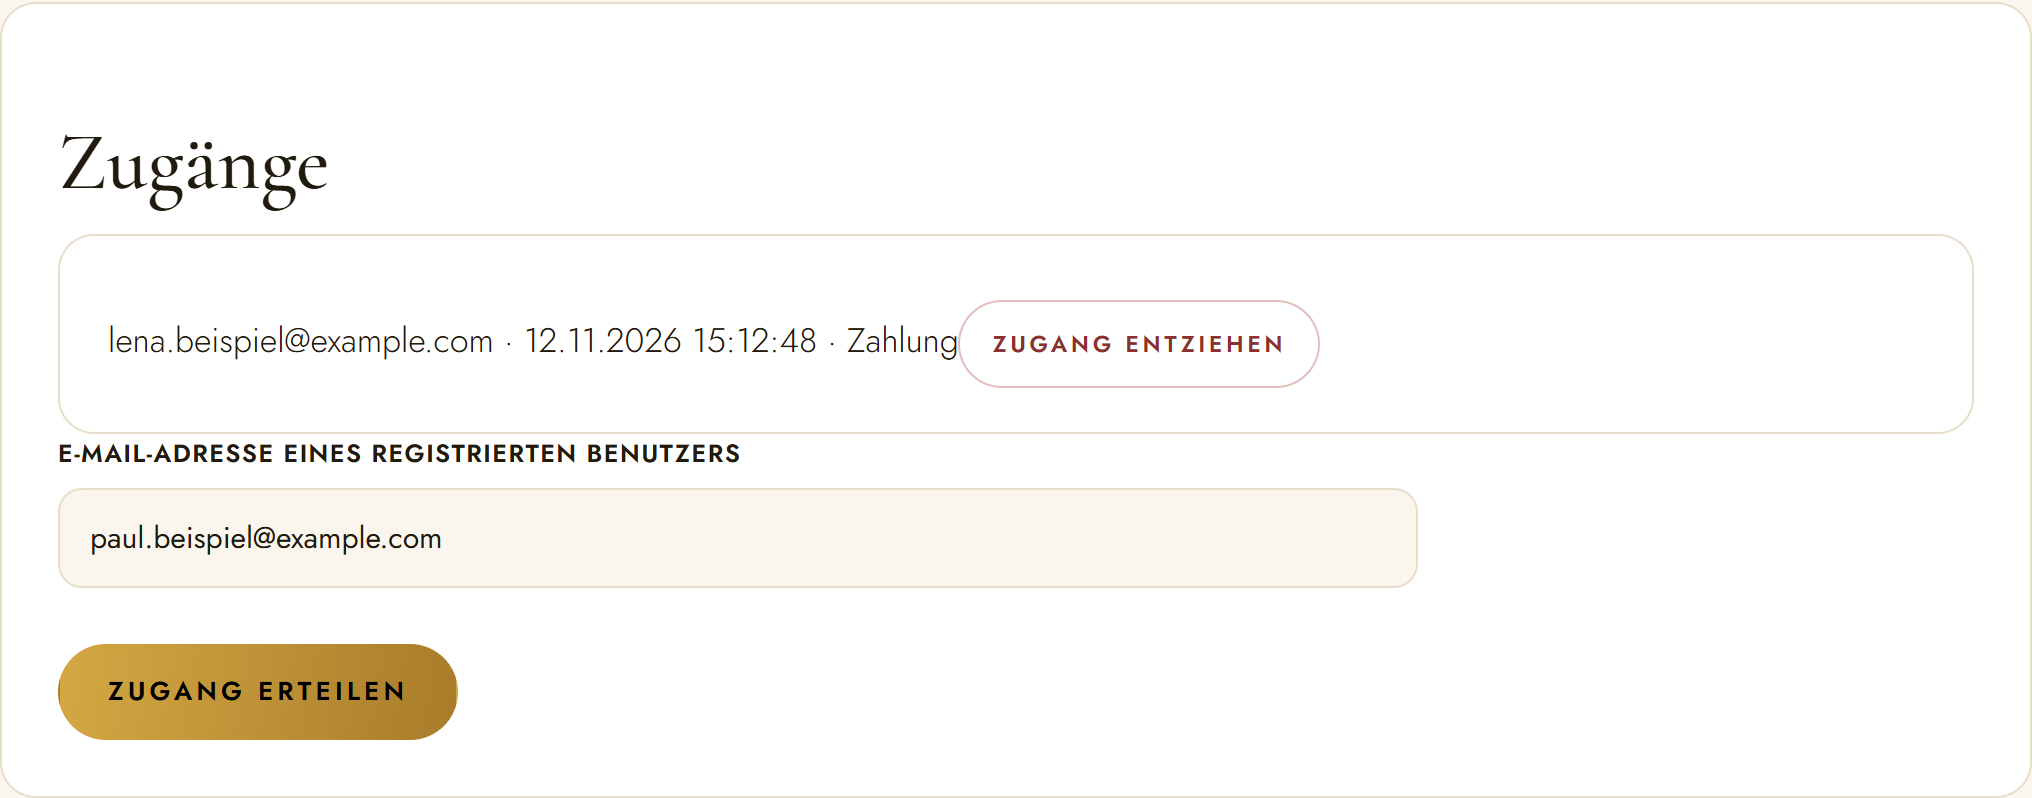 Zugänge
lena.beispiel@example.com · 12.11.2026 15:12:48 · Zahlung ZUGANG ENTZIEHEN
E-MAIL-ADRESSE EINES REGISTRIERTEN BENUTZERS
paul.beispiel@example.com
ZUGANG ERTEILEN